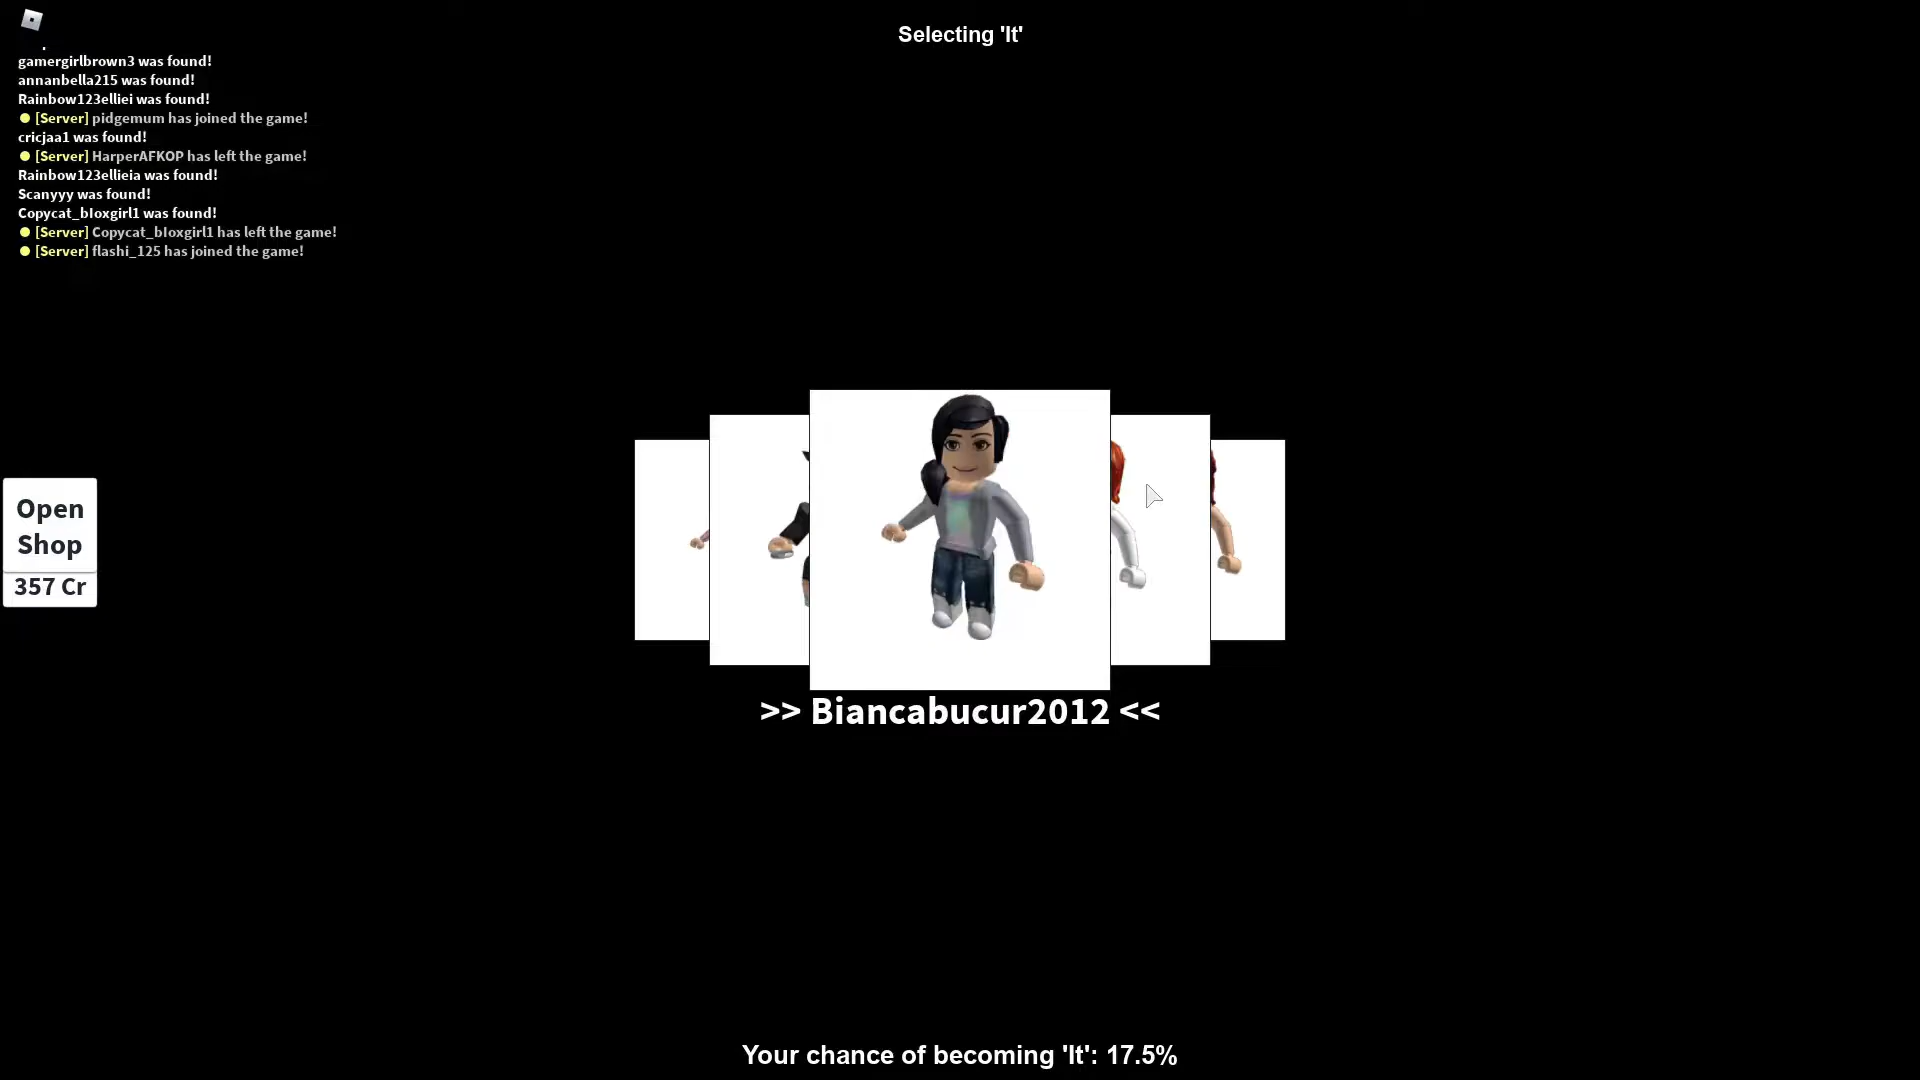 Selecting 'It'
gamergirlbrown3 was found!
annanbella215 was found!
Rainbow123elliei was found!
[Server] pidgemum has joined the game!
cricjaa1 was found!
[Server] HarperAFKOP has left the game!
Rainbow123ellieia was found!
Scanyyy was found!
Copycat_bIoxgirl1 was found!
[Server] Copycat_bIoxgirl1 has left the game!
[Server] flashi_125 has joined the game!
Open
Shop
357 Cr
>> Biancabucur2012 <<
Your chance of becoming 'It': 17.5%